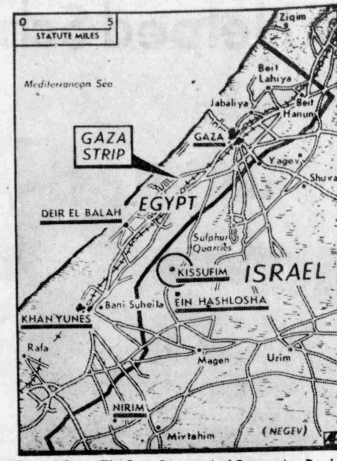 0 5
STATUTE MILES
Ziqim
Mediterranean Sea
Beit
Lahiya
Jabaliya
Beit
Hanun
GAZA
STRIP
GAZA
Yagev
Shuva
DEIR EL BALAH
EGYPT
Sulphur
Quarries
KISSUFIM
ISRAEL
EIN HASHLOSHA
KHAN YUNES
Bani Suheila
Rafa
Magen
Urim
NIRIM
Mivtahim
(NEGEV)